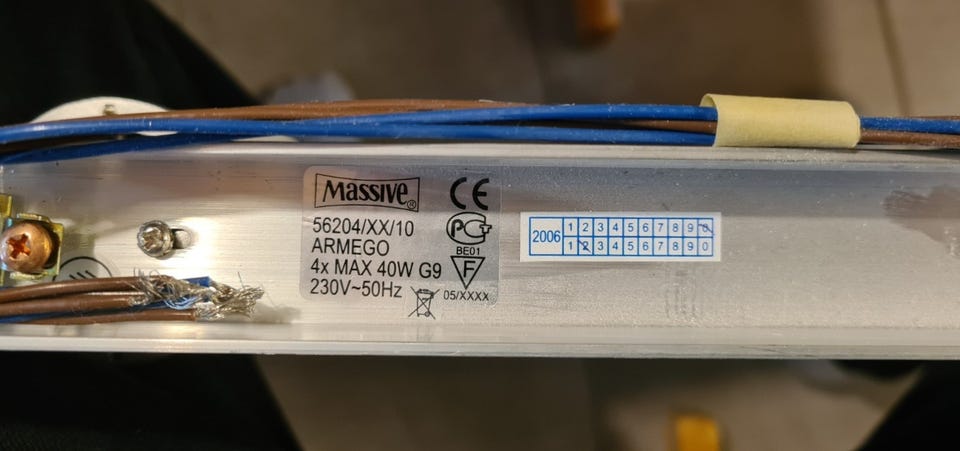 Massive®
56204/XX/10
ARMEGO
4x MAX 40W G9
230V~50Hz
CE
PG+
BE01
F
05/XXXX
2006
1 2 3 4 5 6 7 8 9 0
1 2 3 4 5 6 7 8 9 0